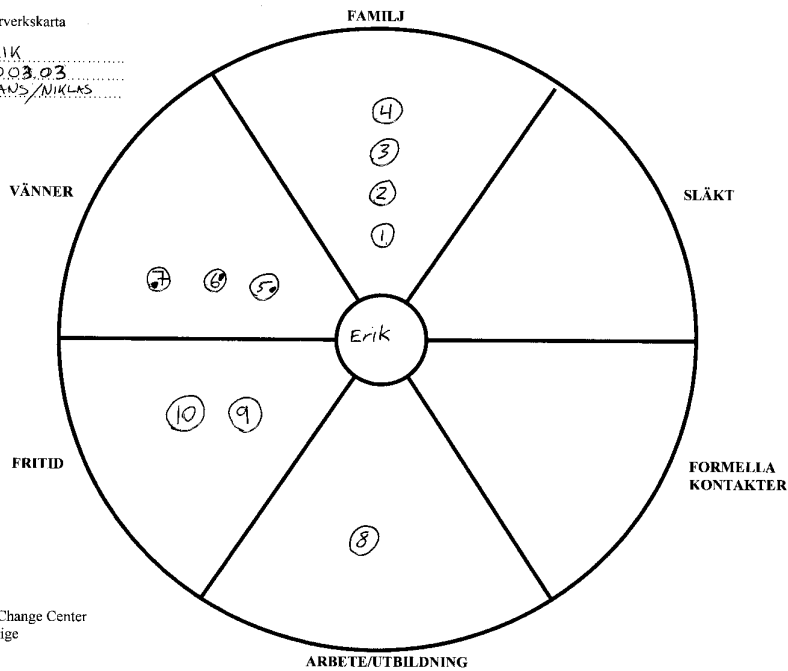 FAMILJ
rverkskarta
IK
003.03
ANS/NIKLAS
4
3
2
1
VÄNNER
SLÄKT
7 6 5
Erik
10 9
FRITID
FORMELLA
KONTAKTER
8
Change Center
ige
ARBETE/UTBILDNING